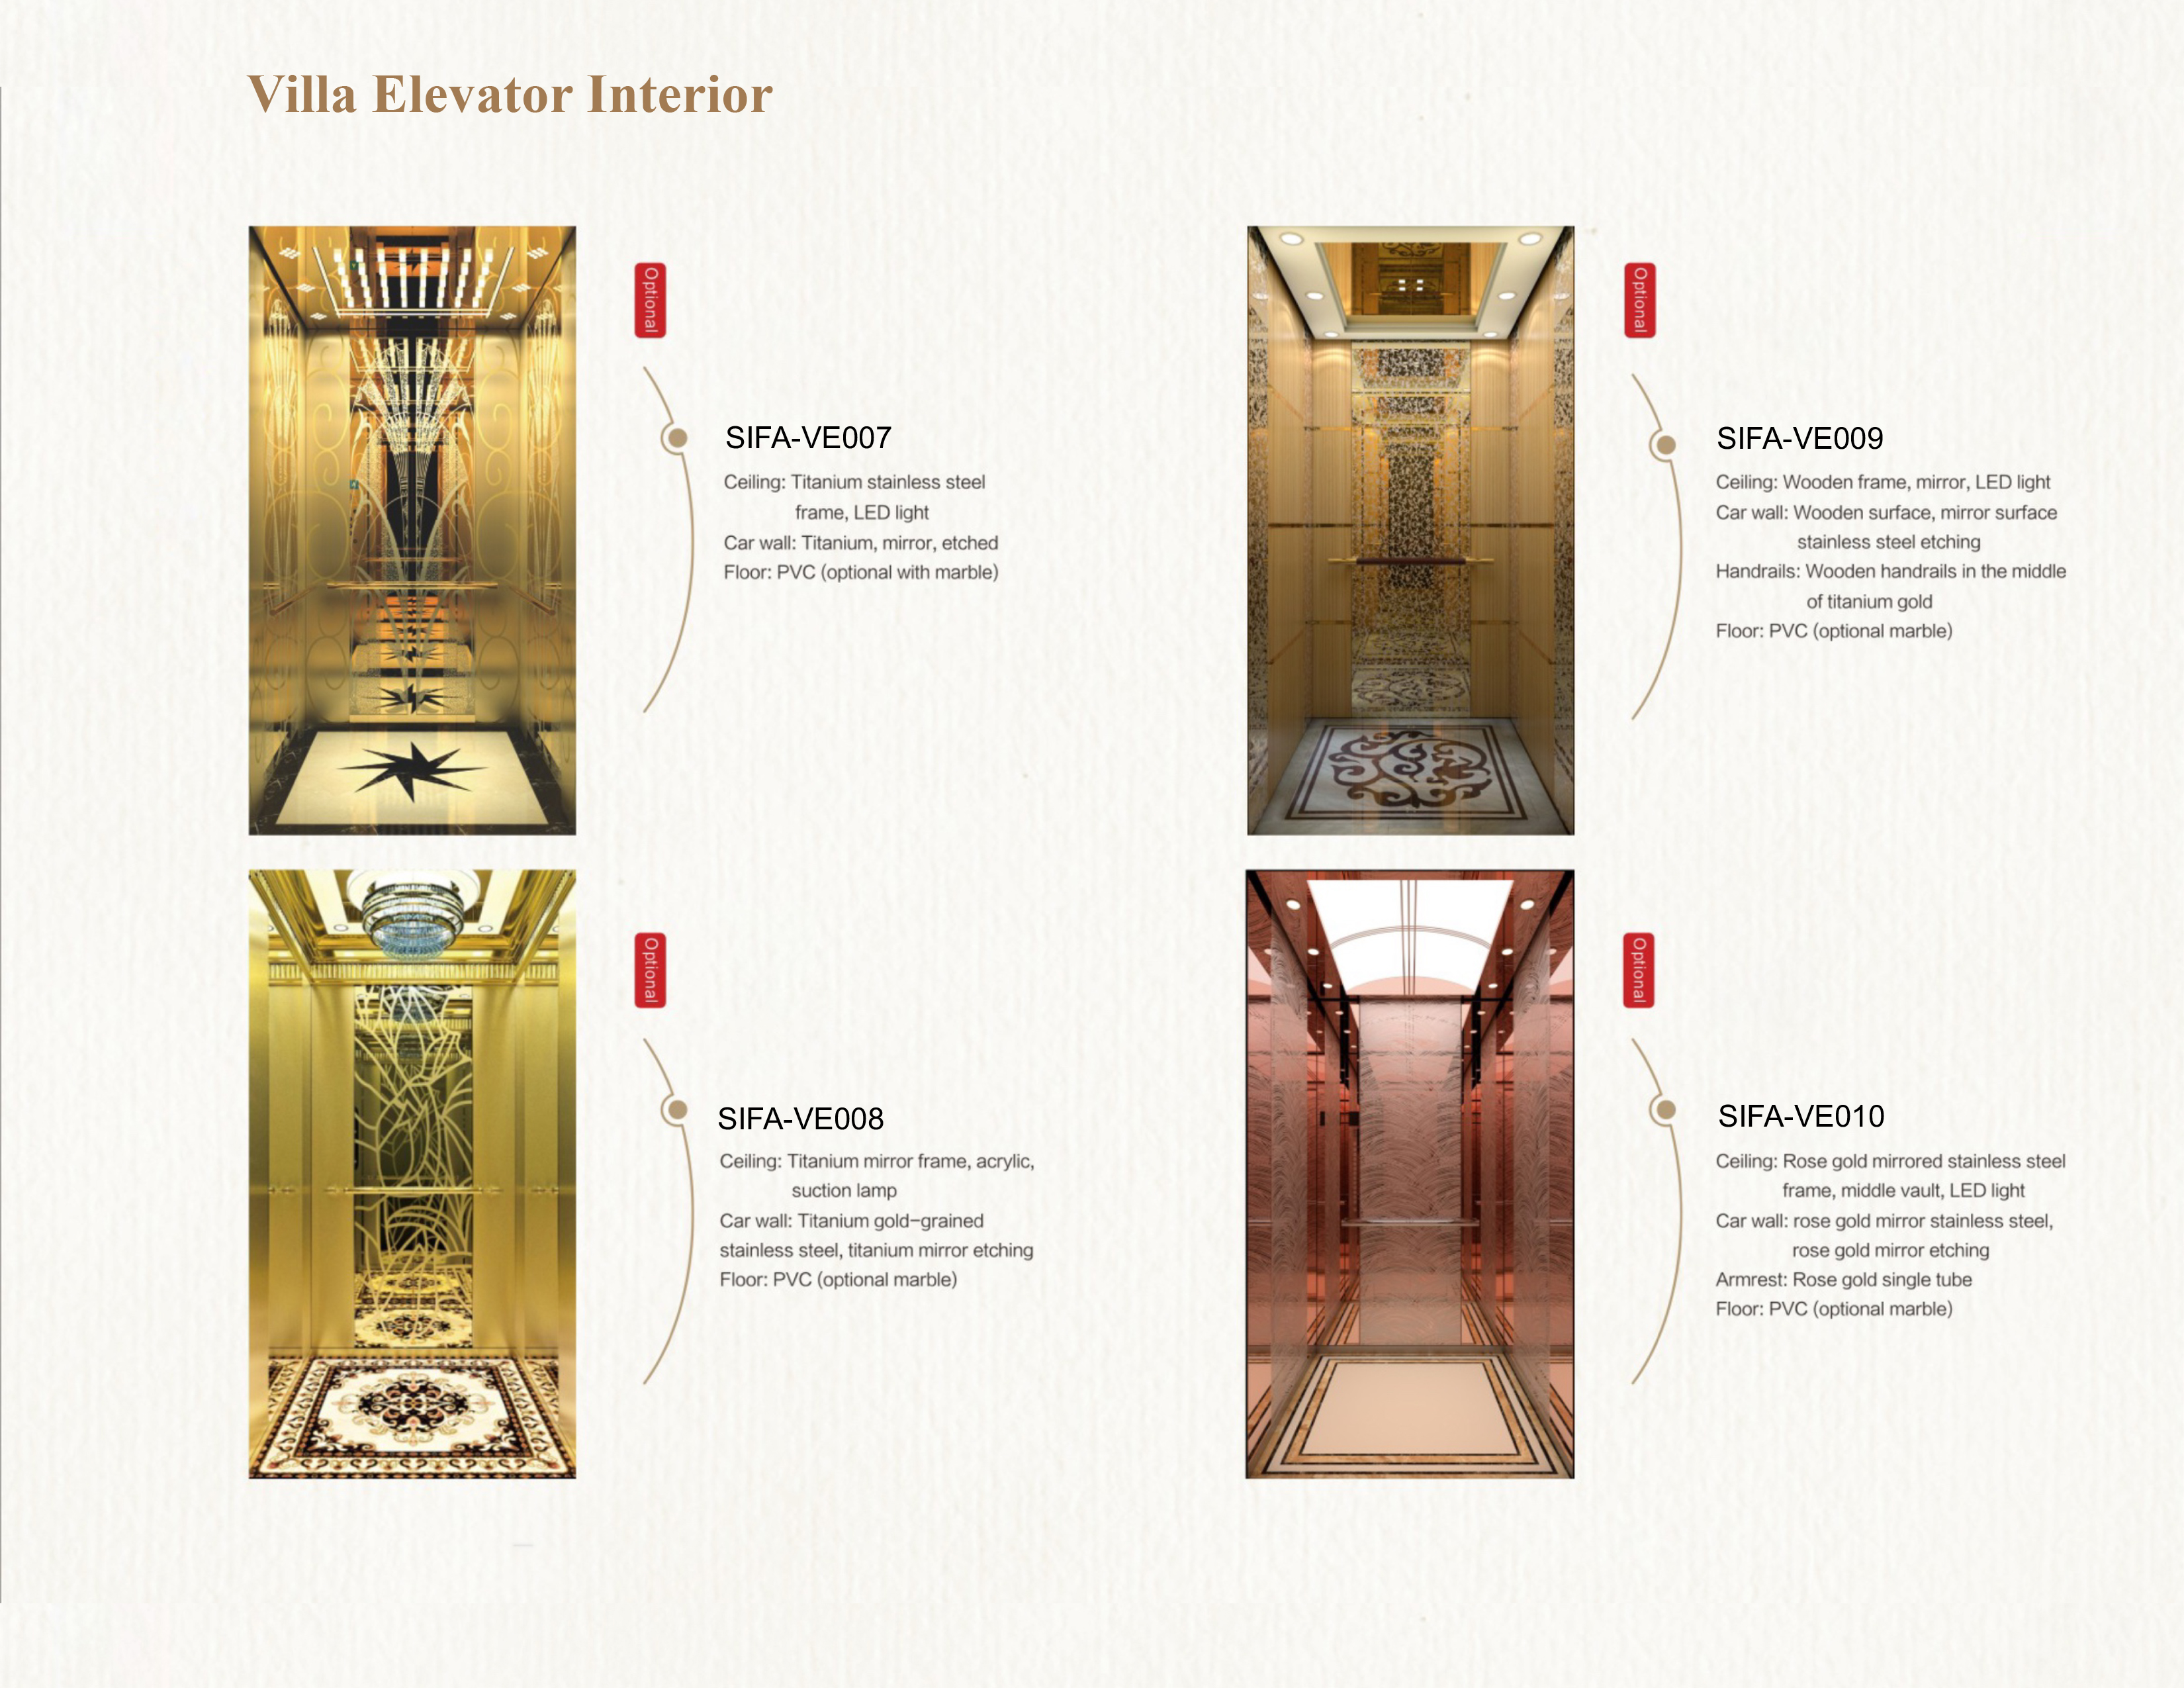 Villa Elevator Interior
Optional
SIFA-VE007
Ceiling: Titanium stainless steel
frame, LED light
Car wall: Titanium, mirror, etched
Floor: PVC (optional with marble)
Optional
SIFA-VE008
Ceiling: Titanium mirror frame, acrylic,
suction lamp
Car wall: Titanium gold-grained
stainless steel, titanium mirror etching
Floor: PVC (optional marble)
Optional
SIFA-VE009
Ceiling: Wooden frame, mirror, LED light
Car wall: Wooden surface, mirror surface
stainless steel etching
Handrails: Wooden handrails in the middle
of titanium gold
Floor: PVC (optional marble)
Optional
SIFA-VE010
Ceiling: Rose gold mirrored stainless steel
frame, middle vault, LED light
Car wall: rose gold mirror stainless steel,
rose gold mirror etching
Armrest: Rose gold single tube
Floor: PVC (optional marble)